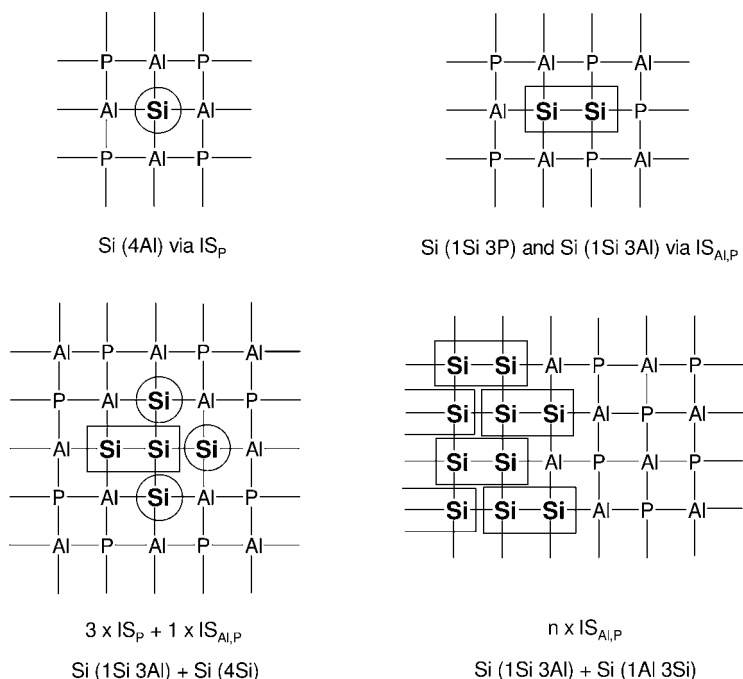 P Al P
Al Si Al
P Al P
Si (4Al) via IS_P
P Al P Al
Al Si Si P
P Al P Al
Si (1Si 3P) and Si (1Si 3Al) via IS_Al,P
Al P Al P Al
P Al Si Al P
Al Si Si Si Al
P Al Si Al P
Al P Al P Al
3 x IS_P + 1 x IS_Al,P
Si (1Si 3Al) + Si (4Si)
Si Si Al P Al P
Si Si Si Al P Al
Si Si Al P Al P
Si Si Si Al P Al
n x IS_Al,P
Si (1Si 3Al) + Si (1Al 3Si)